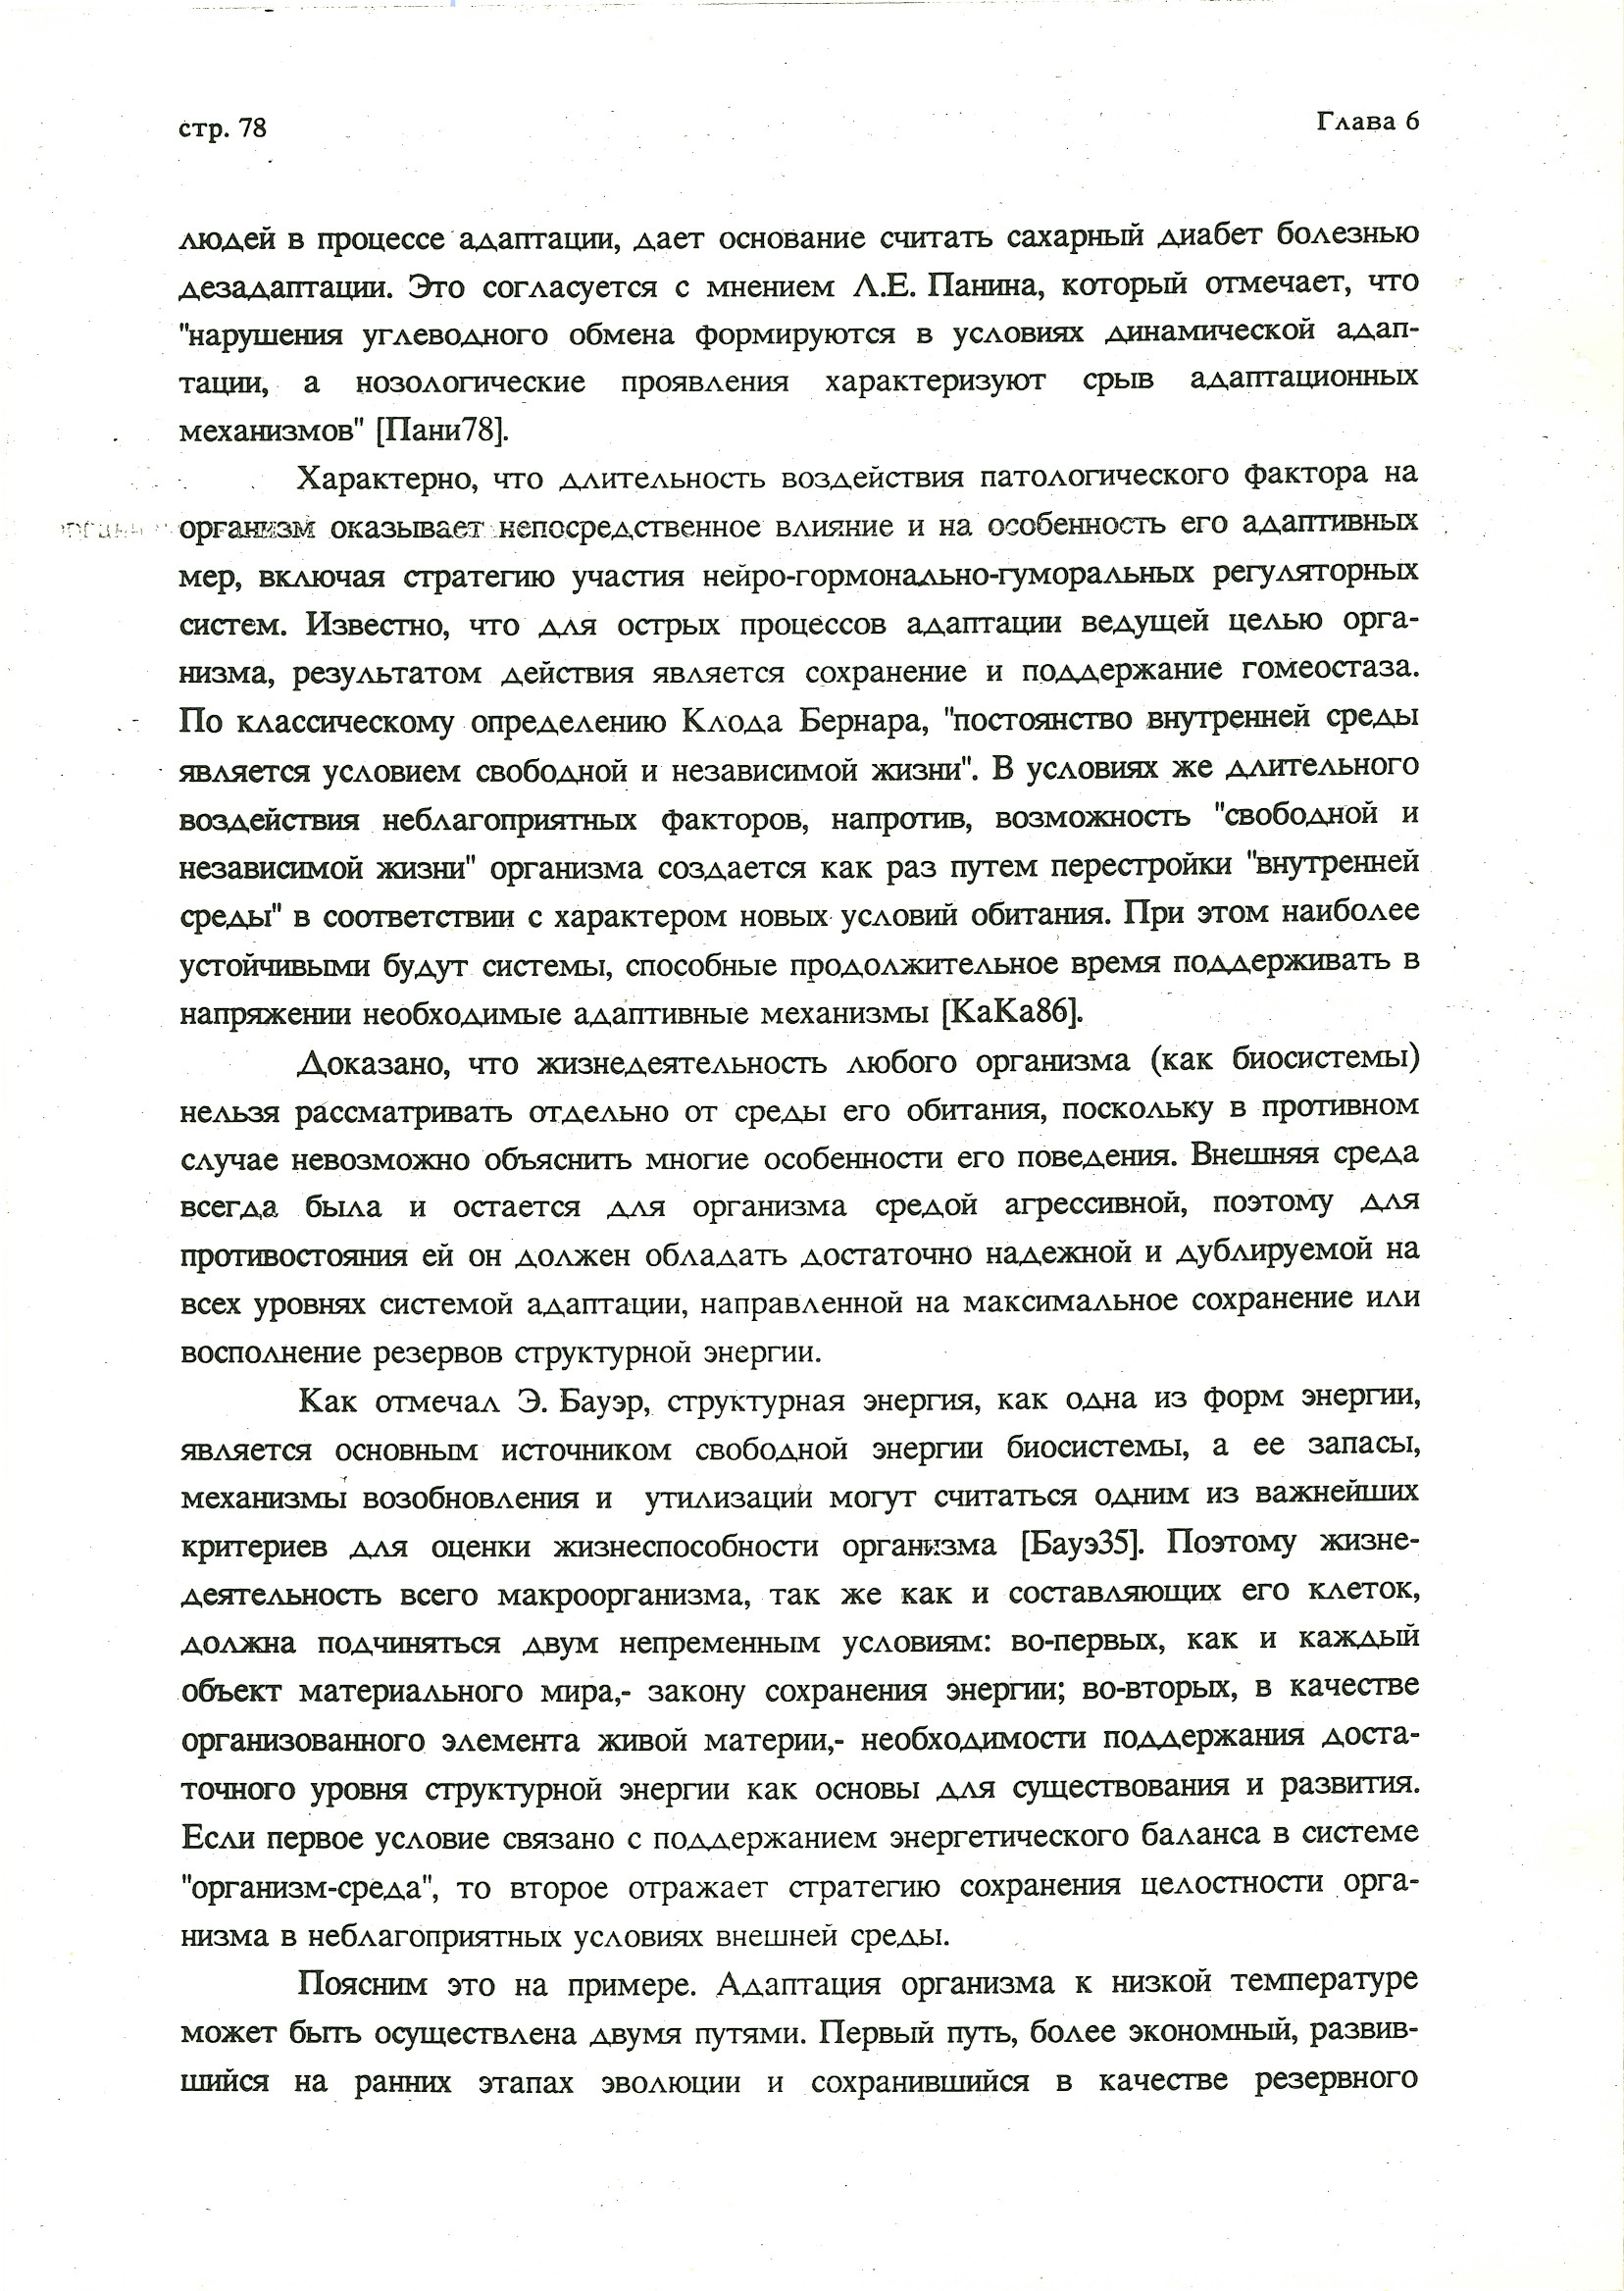 стр. 78
Глава 6
людей в процессе адаптации, дает основание считать сахарный диабет болезнью
дезадаптации. Это согласуется с мнением Л.Е. Панина, который отмечает, что
"нарушения углеводного обмена формируются в условиях динамической адап-
тации, а нозологические проявления характеризуют срыв адаптационных
механизмов" [Пани78].
Характерно, что длительность воздействия патологического фактора на
организм оказывает непосредственное влияние и на особенность его адаптивных
мер, включая стратегию участия нейро-гормонально-гуморальных регуляторных
систем. Известно, что для острых процессов адаптации ведущей целью орга-
низма, результатом действия является сохранение и поддержание гомеостаза.
По классическому определению Клода Бернара, "постоянство внутренней среды
является условием свободной и независимой жизни". В условиях же длительного
воздействия неблагоприятных факторов, напротив, возможность "свободной и
независимой жизни" организма создается как раз путем перестройки "внутренней
среды" в соответствии с характером новых условий обитания. При этом наиболее
устойчивыми будут системы, способные продолжительное время поддерживать в
напряжении необходимые адаптивные механизмы [КаКа86].
Доказано, что жизнедеятельность любого организма (как биосистемы)
нельзя рассматривать отдельно от среды его обитания, поскольку в противном
случае невозможно объяснить многие особенности его поведения. Внешняя среда
всегда была и остается для организма средой агрессивной, поэтому для
противостояния ей он должен обладать достаточно надежной и дублируемой на
всех уровнях системой адаптации, направленной на максимальное сохранение или
восполнение резервов структурной энергии.
Как отмечал Э. Бауэр, структурная энергия, как одна из форм энергии,
является основным источником свободной энергии биосистемы, а ее запасы,
механизмы возобновления и утилизации могут считаться одним из важнейших
критериев для оценки жизнеспособности организма [Бауэ35]. Поэтому жизне-
деятельность всего макроорганизма, так же как и составляющих его клеток,
должна подчиняться двум непременным условиям: во-первых, как и каждый
объект материального мира,- закону сохранения энергии; во-вторых, в качестве
организованного элемента живой материи,- необходимости поддержания доста-
точного уровня структурной энергии как основы для существования и развития.
Если первое условие связано с поддержанием энергетического баланса в системе
"организм-среда", то второе отражает стратегию сохранения целостности орга-
низма в неблагоприятных условиях внешней среды.
Поясним это на примере. Адаптация организма к низкой температуре
может быть осуществлена двумя путями. Первый путь, более экономный, развив-
шийся на ранних этапах эволюции и сохранившийся в качестве резервного